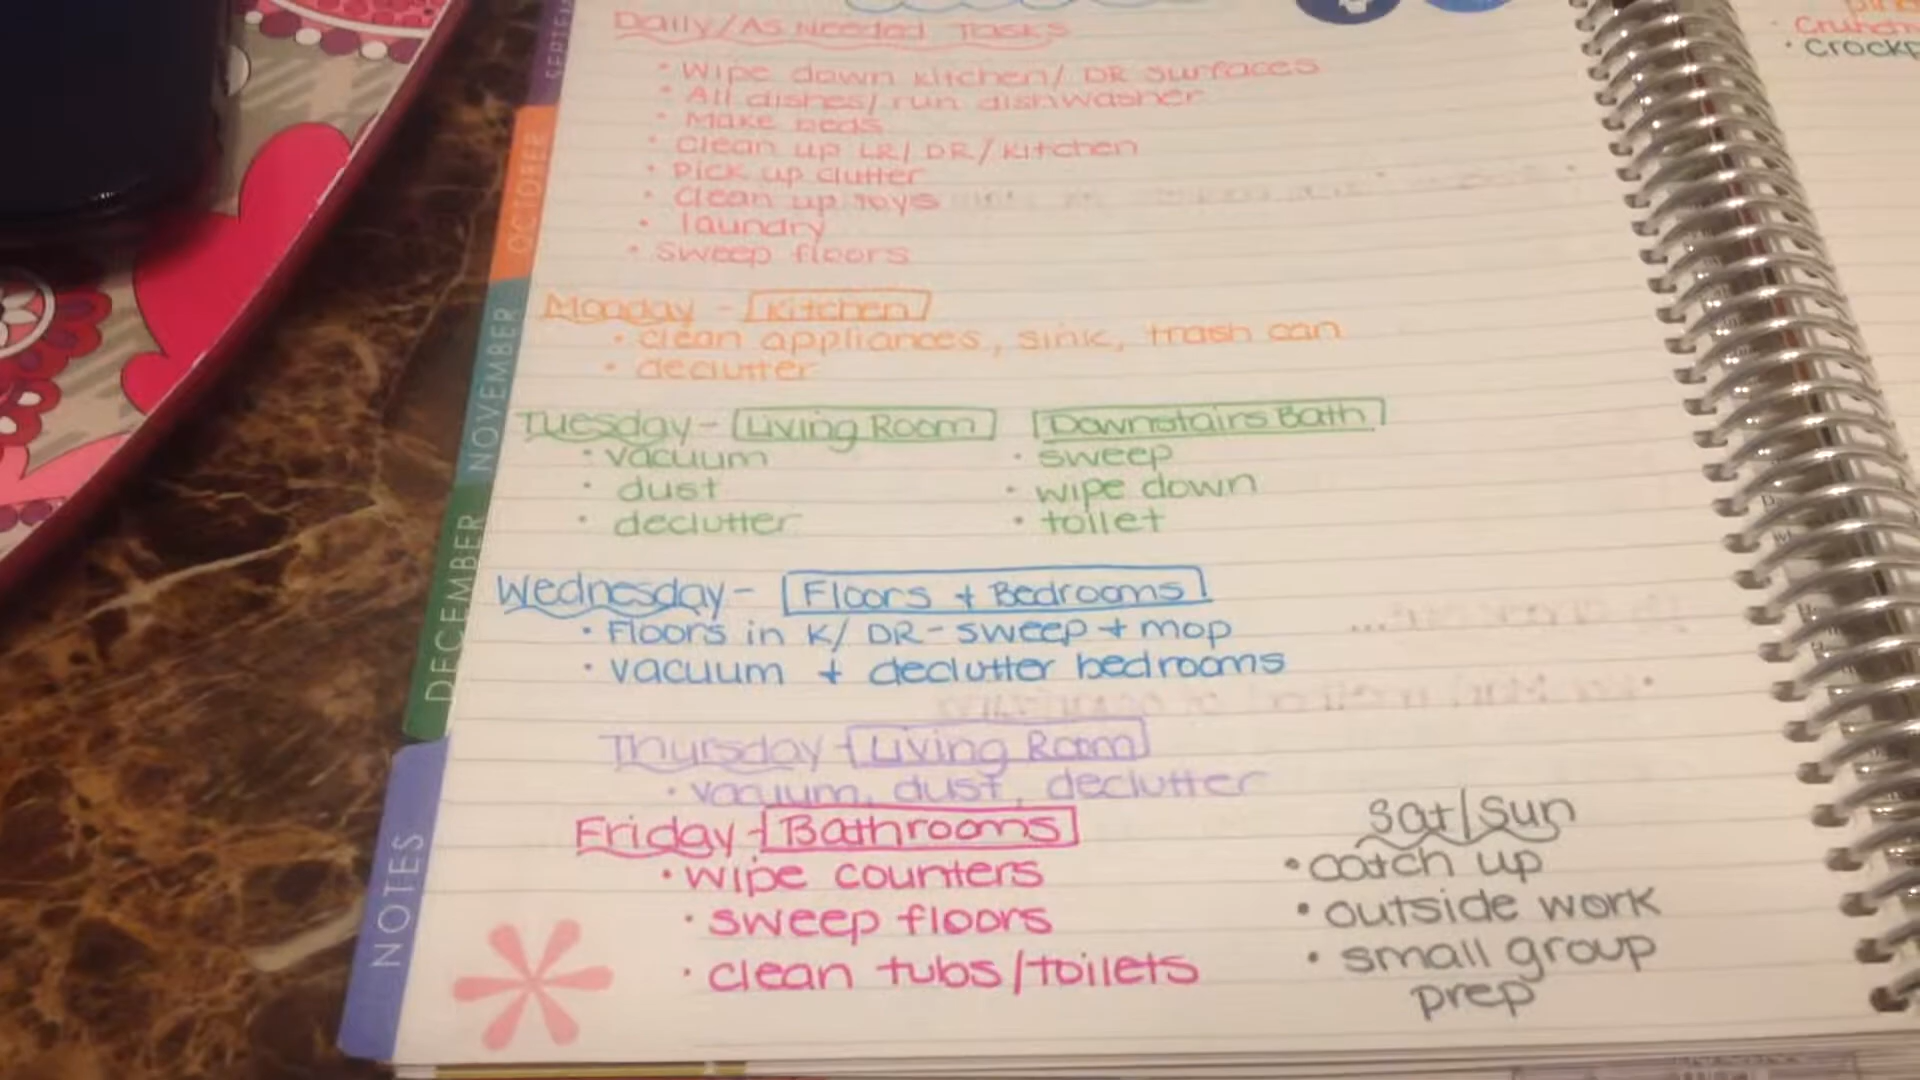 Daily/As Needed Tasks
• Wipe down kitchen/ DR surfaces
• All dishes/ run dishwasher
• Make beds
• Clean up LR/ DR/ Kitchen
• Pick up clutter
• Clean up toys
• laundry
• Sweep floors
Monday - Kitchen
• clean appliances, sink, trash can
• declutter
Tuesday - Living Room
• vacuum
• dust
• declutter
Downstairs Bath
• sweep
• wipe down
• toilet
Wednesday - Floors + Bedrooms
• Floors in K/ DR - sweep + mop
• vacuum + declutter bedrooms
Thursday - Living Room
• vacuum, dust, declutter
Friday - Bathrooms
• wipe counters
• sweep floors
• clean tubs/toilets
Sat/Sun
• catch up
• outside work
• small group
prep
OCTOBER
NOVEMBER
DECEMBER
NOTES